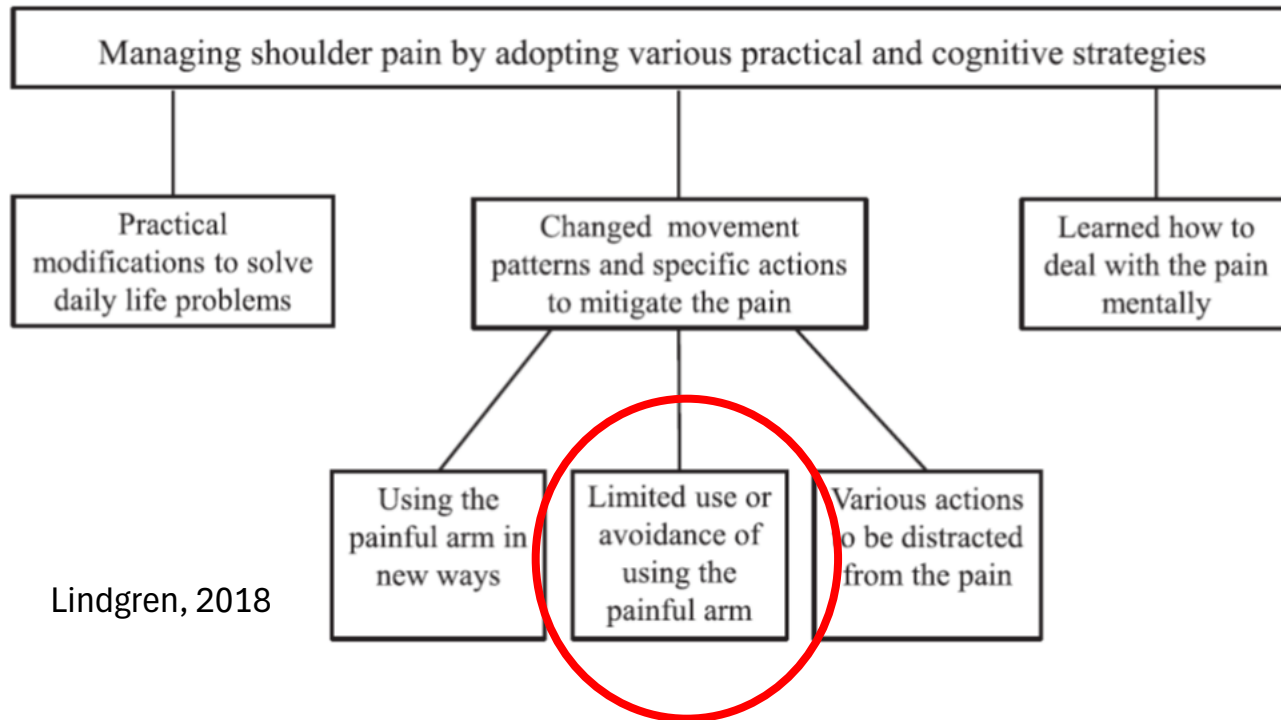 Managing shoulder pain by adopting various practical and cognitive strategies
Practical
modifications to solve
daily life problems
Changed movement
patterns and specific actions
to mitigate the pain
Learned how to
deal with the pain
mentally
Using the
painful arm in
new ways
Limited use or
avoidance of
using the
painful arm
Various actions
to be distracted
from the pain
Lindgren, 2018